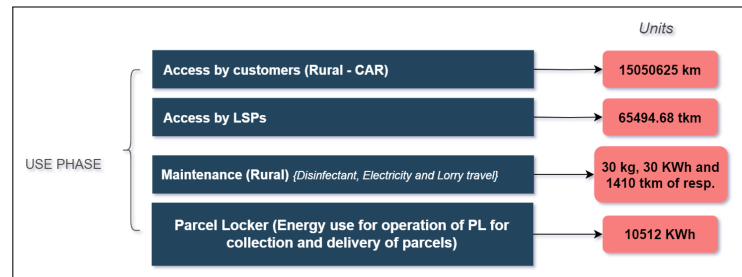 Units
Access by customers (Rural - CAR)
15050625 km
Access by LSPs
65494.68 tkm
USE PHASE
Maintenance (Rural) {Disinfectant, Electricity and Lorry travel}
30 kg, 30 KWh and
1410 tkm of resp.
Parcel Locker (Energy use for operation of PL for
collection and delivery of parcels)
10512 KWh